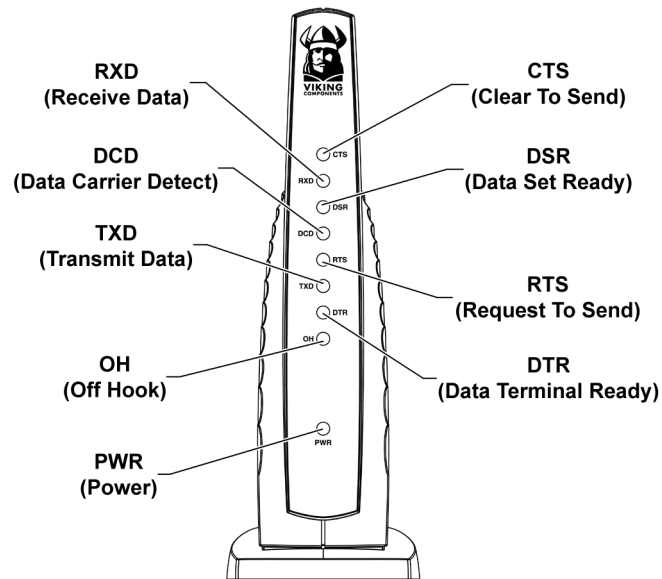 VIKING
COMPONENTS
RXD
(Receive Data)
CTS
(Clear To Send)
DCD
(Data Carrier Detect)
DSR
(Data Set Ready)
TXD
(Transmit Data)
RTS
(Request To Send)
OH
(Off Hook)
DTR
(Data Terminal Ready)
PWR
(Power)
CTS
RXD
DSR
DCD
RTS
TXD
DTR
OH
PWR